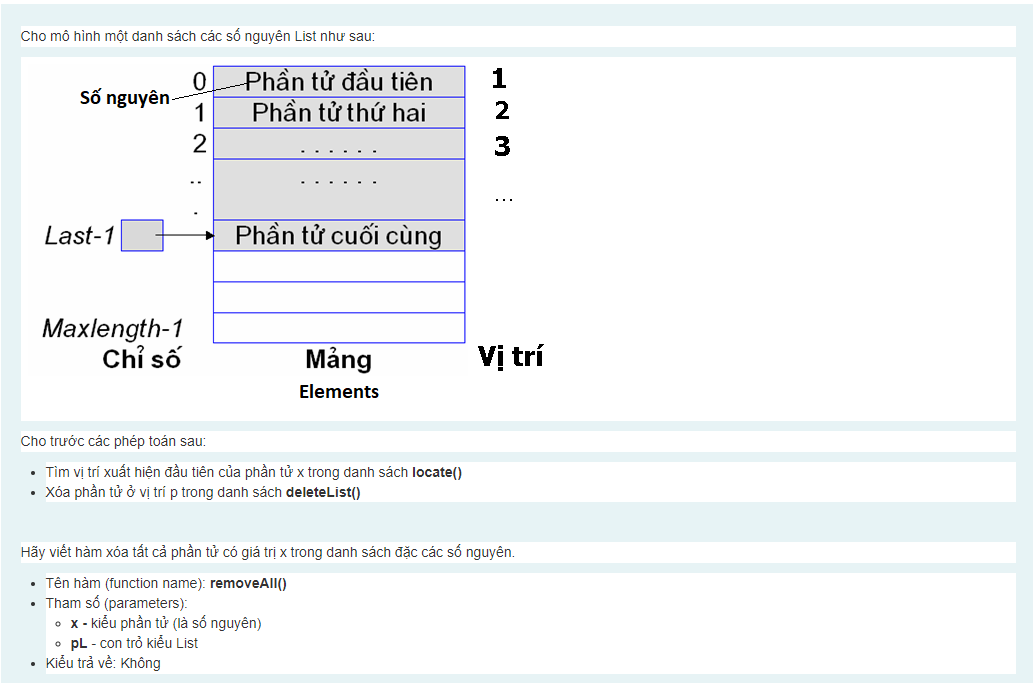 Cho mô hình một danh sách các số nguyên List như sau:
0 Phần tử đầu tiên 1
Số nguyên
1 Phần tử thứ hai 2
2 . . . . . . 3
.. . . . . . .
. ...
Last-1 Phần tử cuối cùng
Maxlength-1
Chỉ số Mảng Vị trí
Elements
Cho trước các phép toán sau:
• Tìm vị trí xuất hiện đầu tiên của phần tử x trong danh sách locate()
• Xóa phần tử ở vị trí p trong danh sách deleteList()
Hãy viết hàm xóa tất cả phần tử có giá trị x trong danh sách đặc các số nguyên.
• Tên hàm (function name): removeAll()
• Tham số (parameters):
◦ x - kiểu phần tử (là số nguyên)
◦ pL - con trỏ kiểu List
• Kiểu trả về: Không